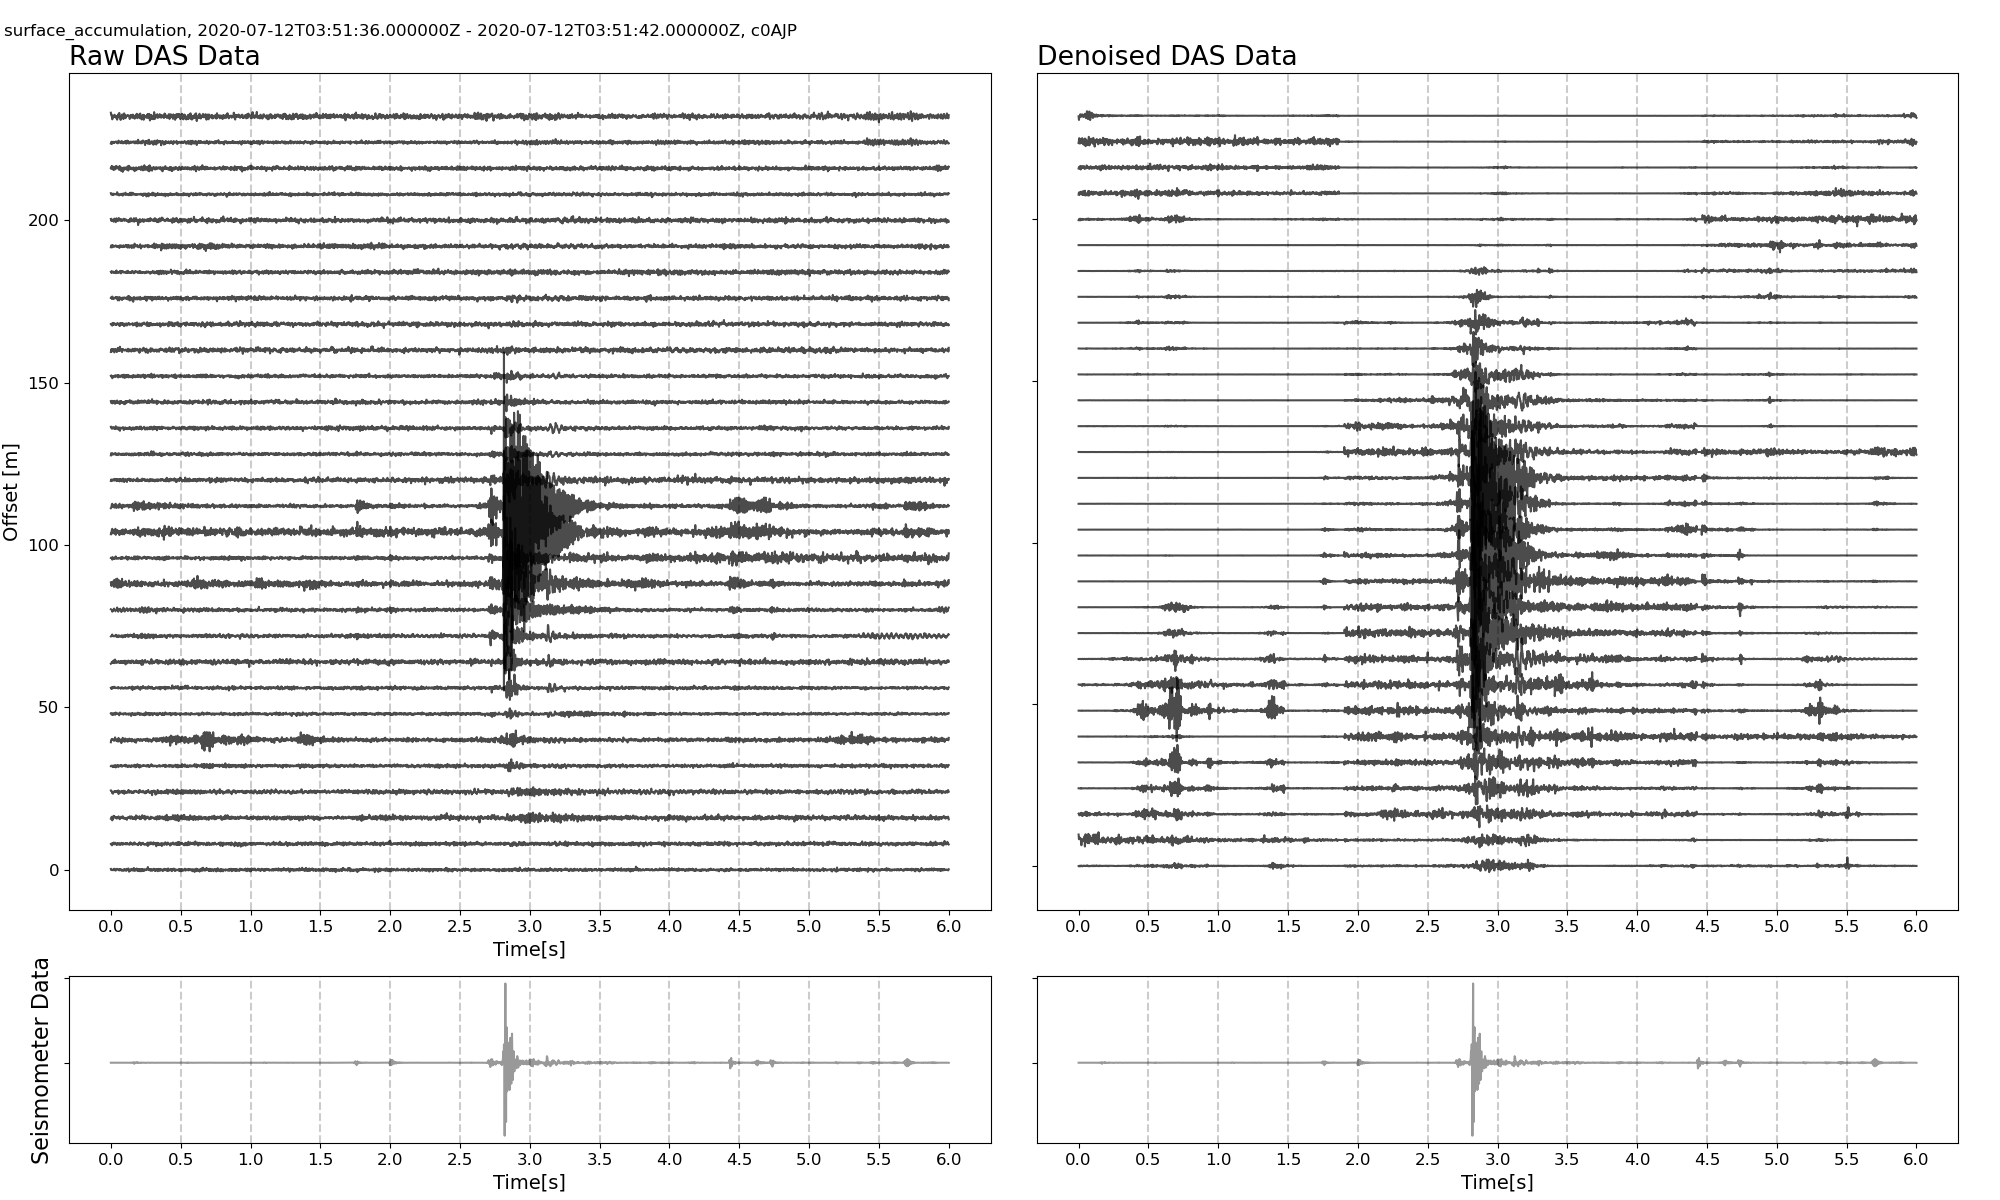 surface_accumulation, 2020-07-12T03:51:36.000000Z - 2020-07-12T03:51:42.000000Z, c0AJP
Raw DAS Data
Offset [m]
200
150
100
50
0
0.0 0.5 1.0 1.5 2.0 2.5 3.0 3.5 4.0 4.5 5.0 5.5 6.0
Time[s]
Denoised DAS Data
0.0 0.5 1.0 1.5 2.0 2.5 3.0 3.5 4.0 4.5 5.0 5.5 6.0
Seismometer Data
0.0 0.5 1.0 1.5 2.0 2.5 3.0 3.5 4.0 4.5 5.0 5.5 6.0
Time[s]
0.0 0.5 1.0 1.5 2.0 2.5 3.0 3.5 4.0 4.5 5.0 5.5 6.0
Time[s]